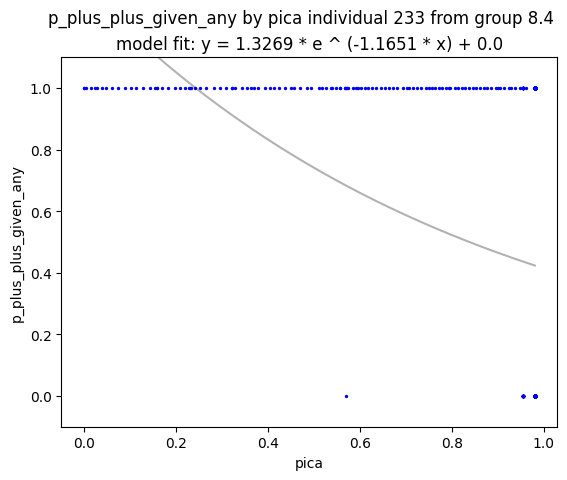 p_plus_plus_given_any by pica individual 233 from group 8.4
model fit: y = 1.3269 * e ^ (-1.1651 * x) + 0.0
p_plus_plus_given_any
1.0
0.8
0.6
0.4
0.2
0.0
0.0 0.2 0.4 0.6 0.8 1.0
pica